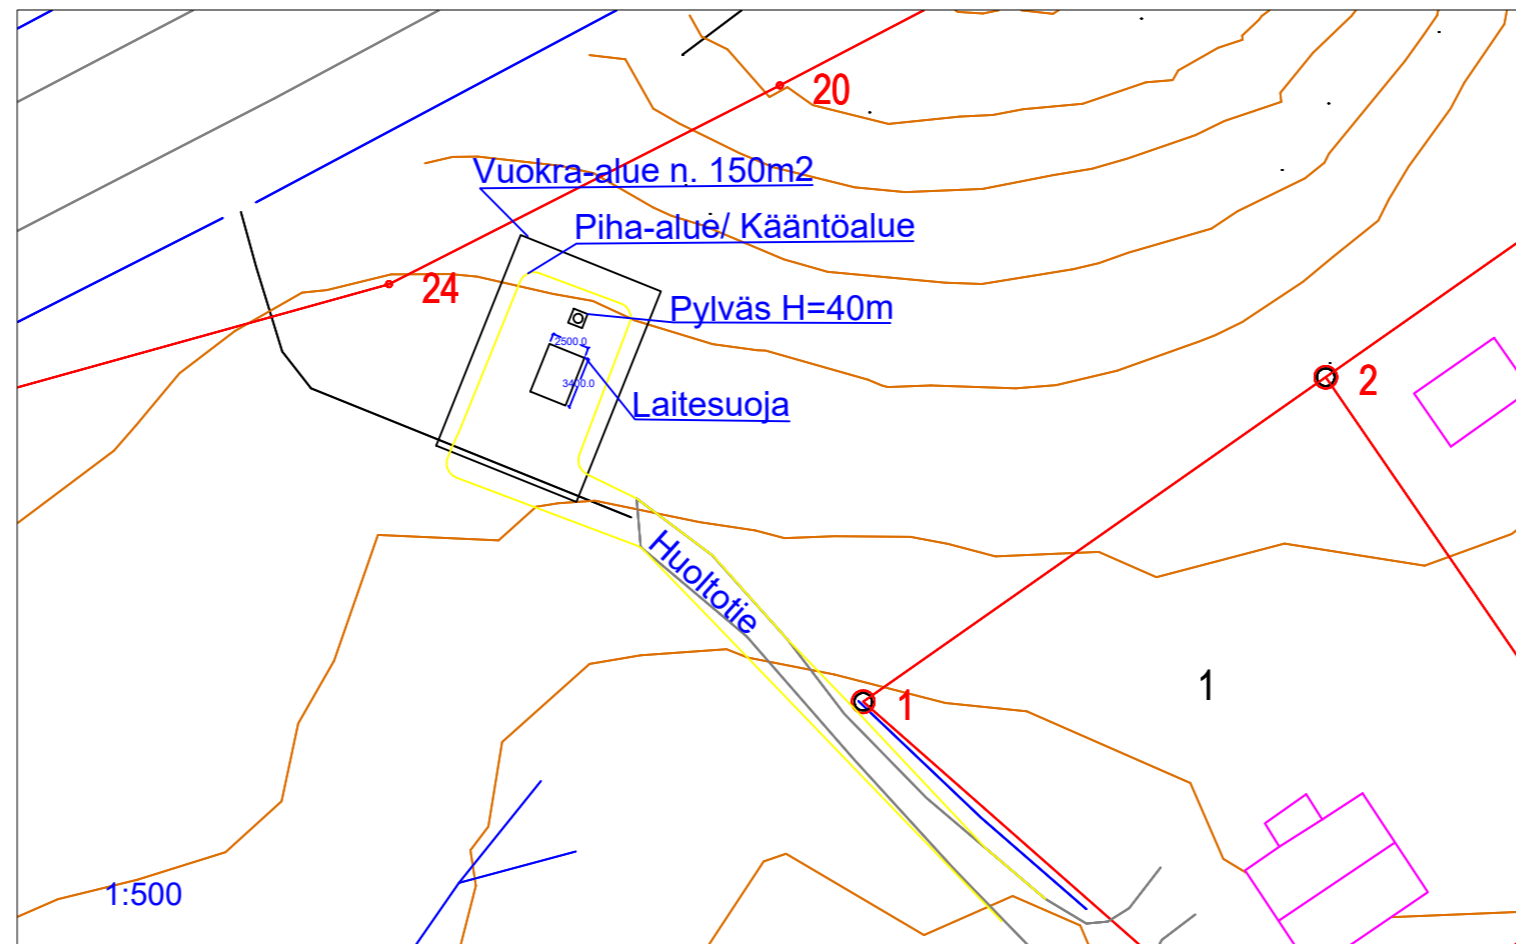 20
Vuokra-alue n. 150m2
Piha-alue/ Kääntöalue
24
Pylväs H=40m
2500.0
3400.0
Laitesuoja
2
Huoltotie
1
1
1:500